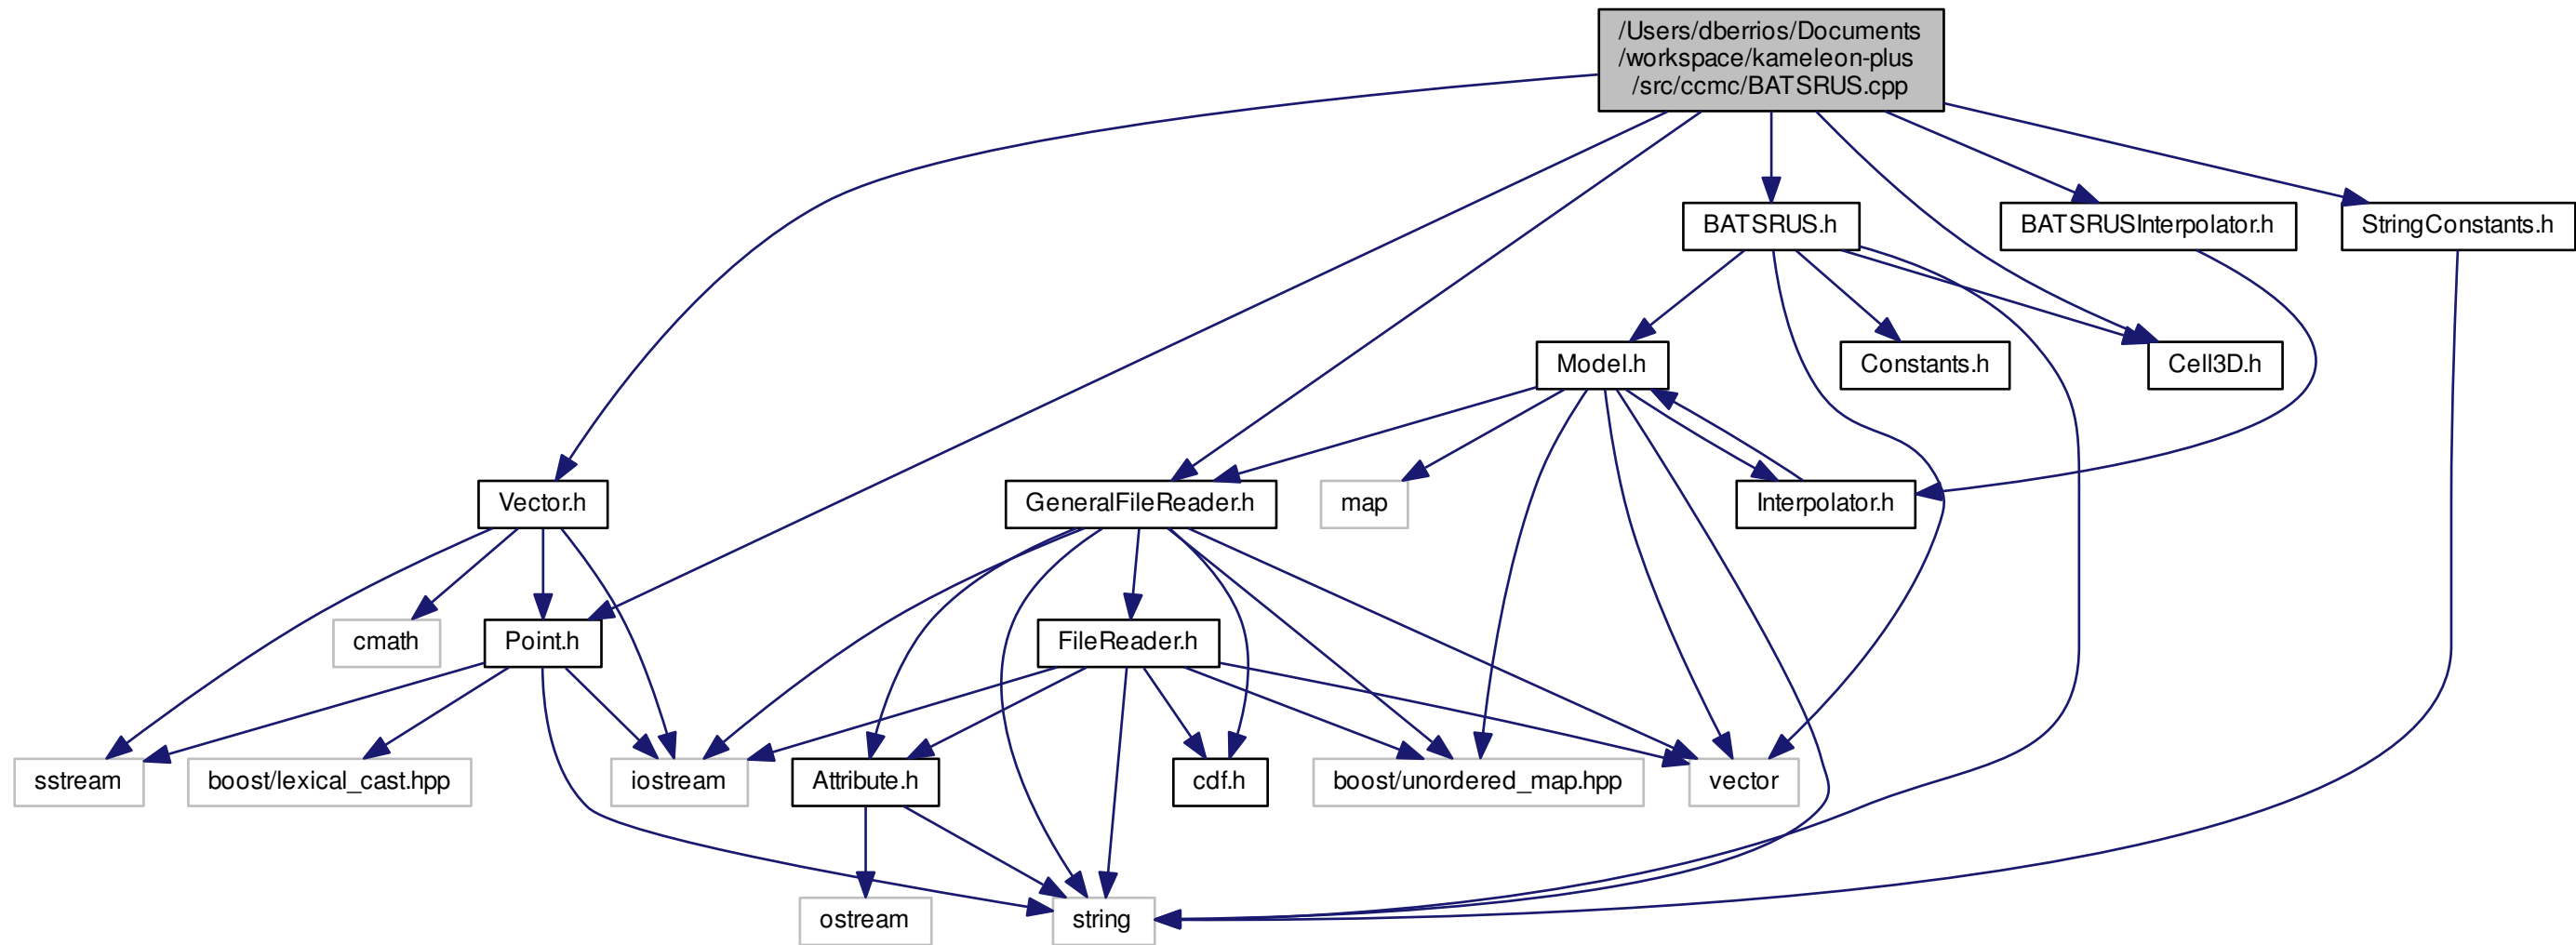 /Users/dberrios/Documents
/workspace/kameleon-plus
/src/ccmc/BATSRUS.cpp
BATSRUS.h
BATSRUSInterpolator.h
StringConstants.h
Model.h
Constants.h
Cell3D.h
Vector.h
GeneralFileReader.h
map
Interpolator.h
cmath
Point.h
FileReader.h
sstream
boost/lexical_cast.hpp
iostream
Attribute.h
cdf.h
boost/unordered_map.hpp
vector
ostream
string